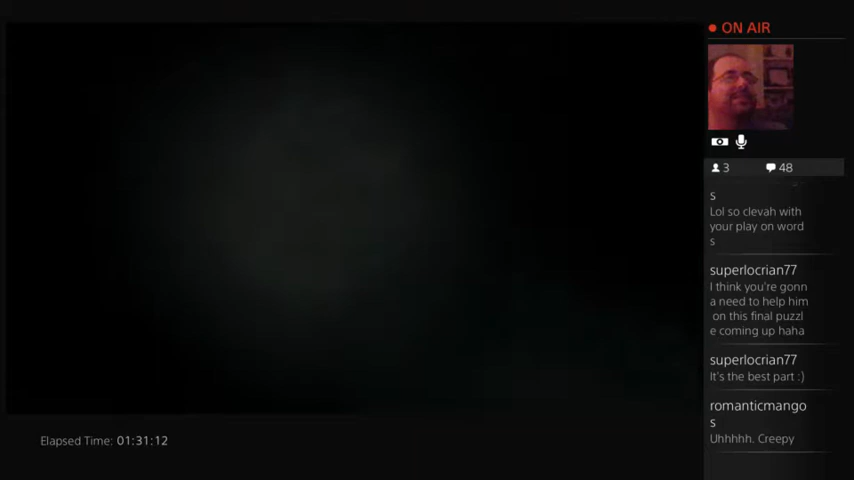 ON AIR
3 48
s
Lol so clevah with
your play on word
s
superlocrian77
I think you're gonn
a need to help him
on this final puzzl
e coming up haha
superlocrian77
It's the best part :)
romanticmango
s
Uhhhhh. Creepy
Elapsed Time: 01:31:12